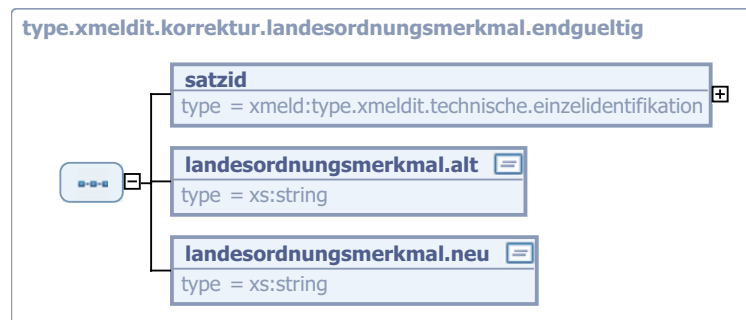 type.xmeldit.korrektur.landesordnungsmerkmal.endgueltig
satzid
type = xmeld:type.xmeldit.technische.einzelidentifikation
landesordnungsmerkmal.alt
type = xs:string
landesordnungsmerkmal.neu
type = xs:string